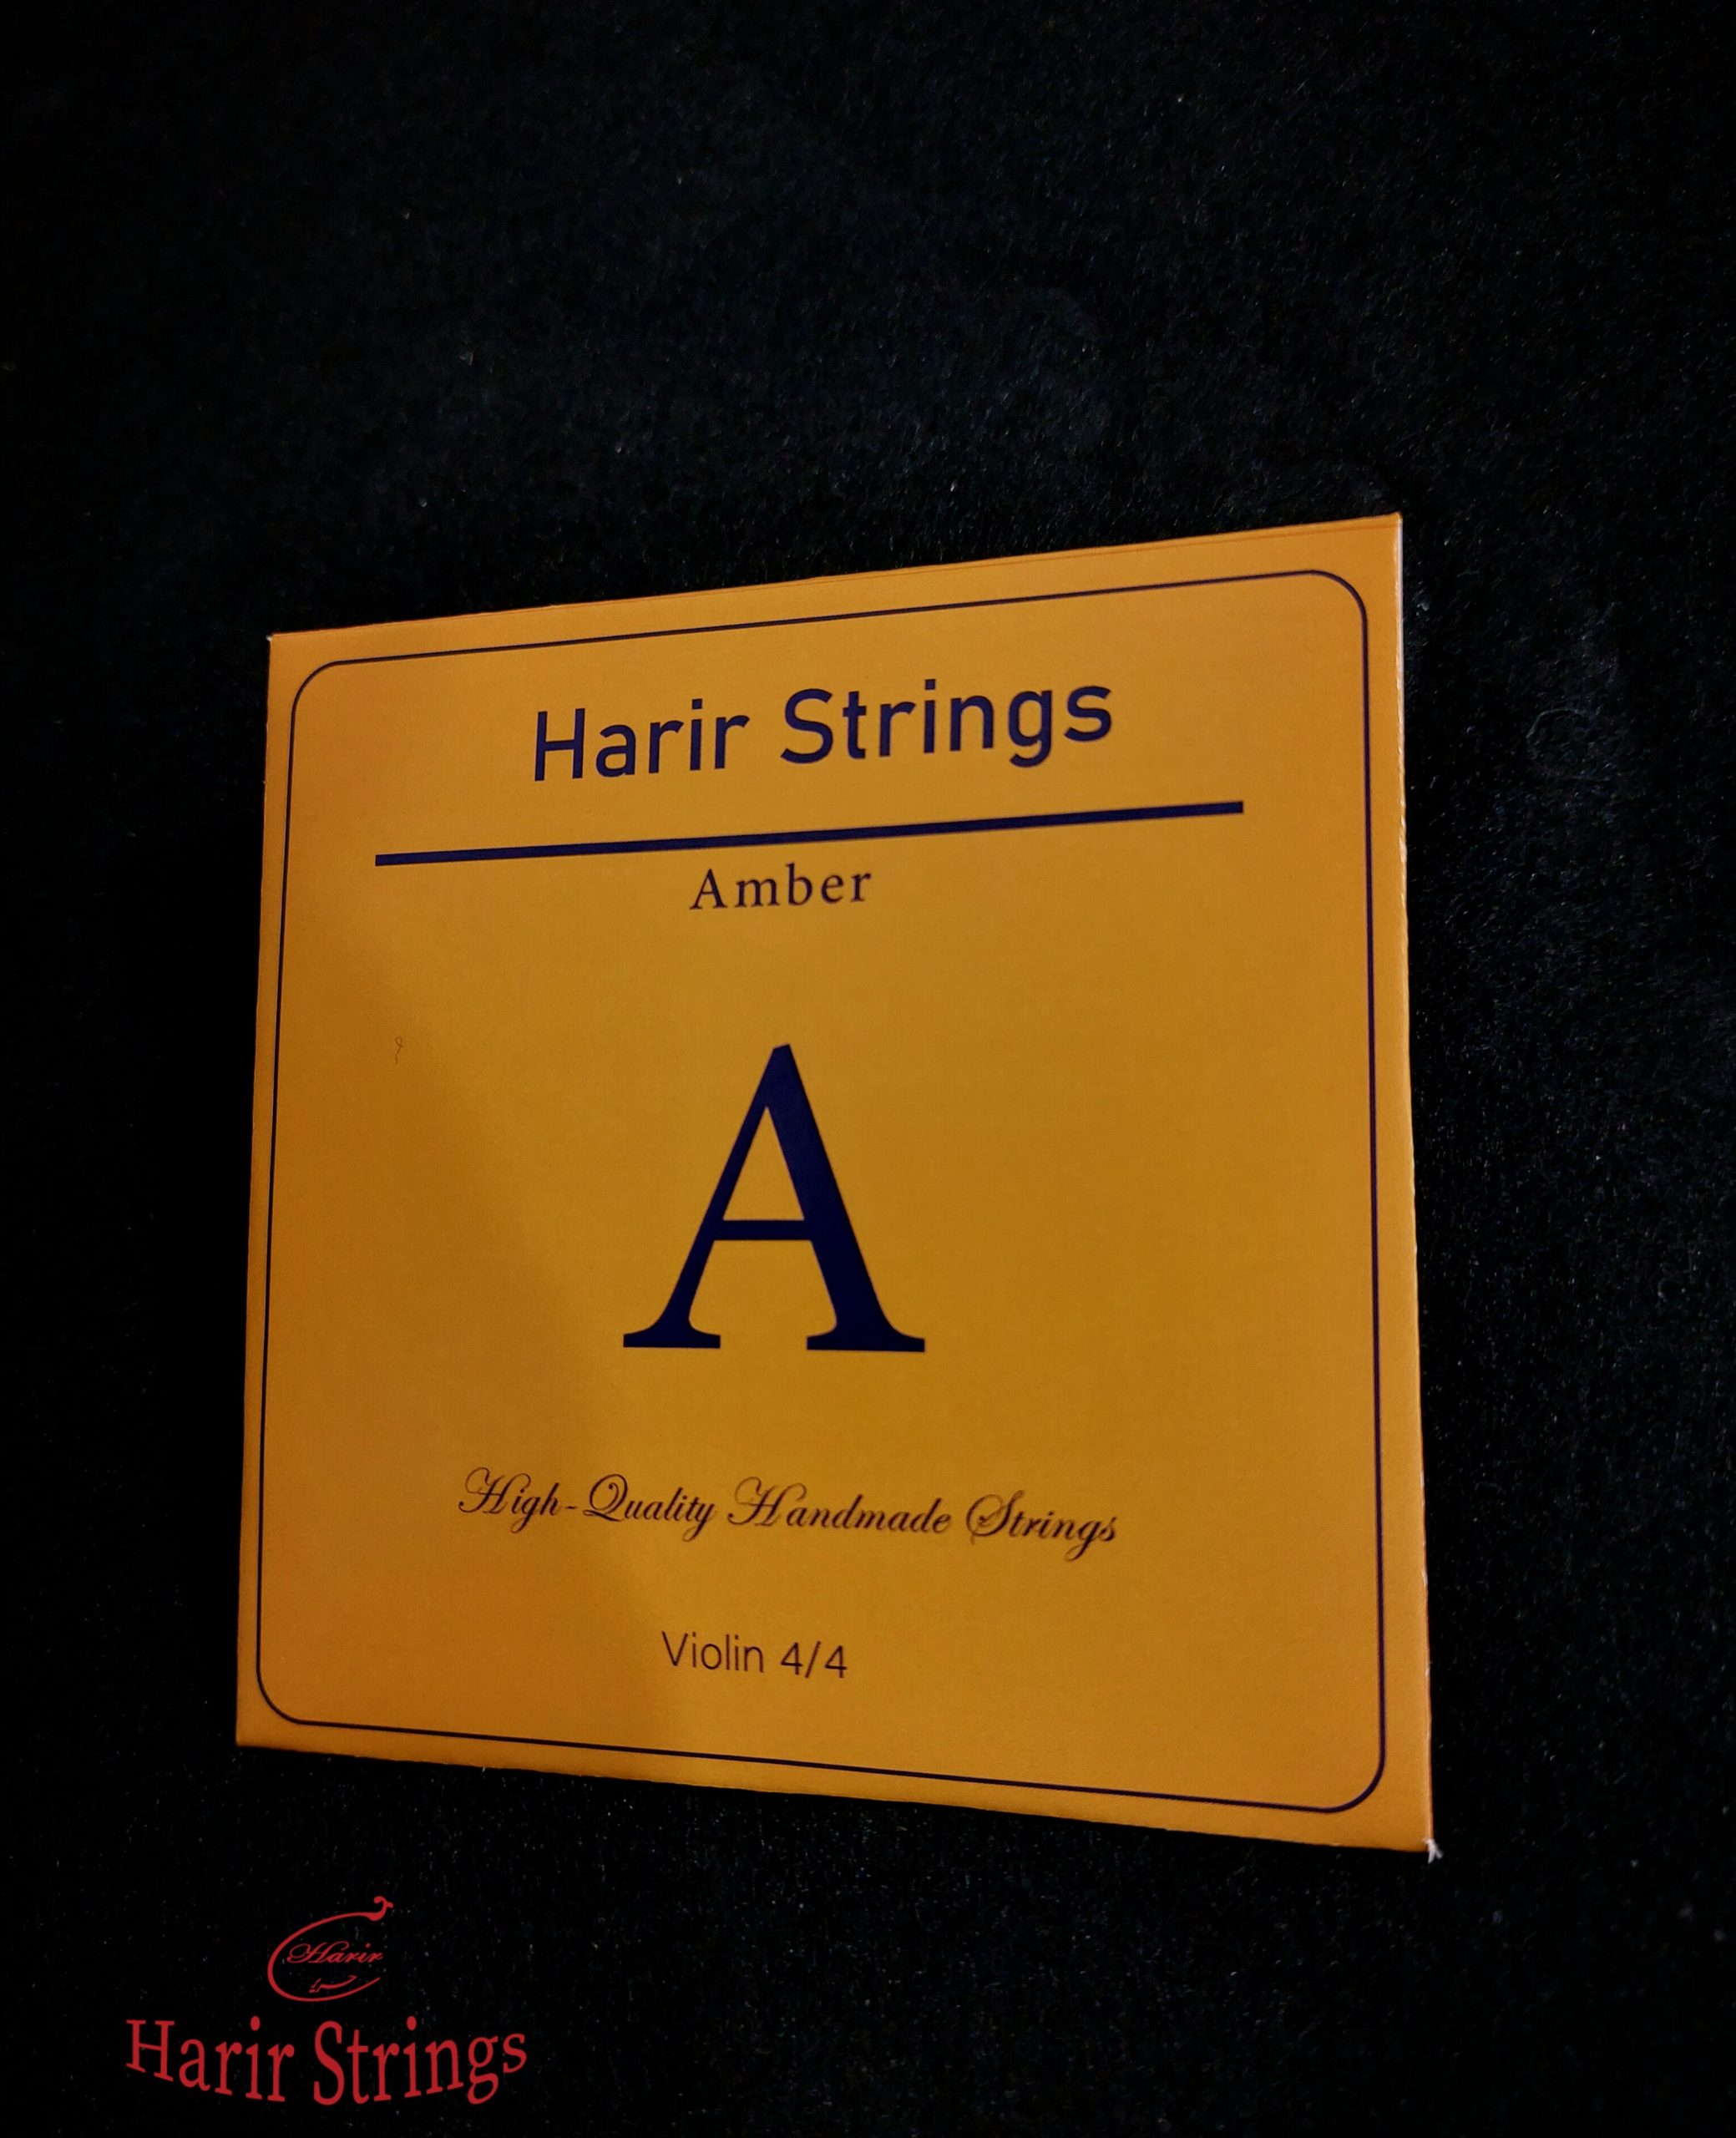 Harir Strings
Amber
A
High-Quality Handmade Strings
Violin 4/4
Harir
Harir Strings